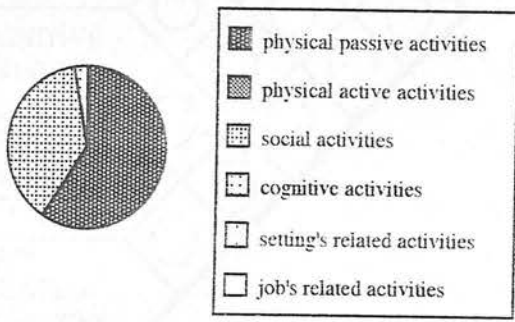 physical passive activities
physical active activities
social activities
cognitive activities
setting's related activities
job's related activities